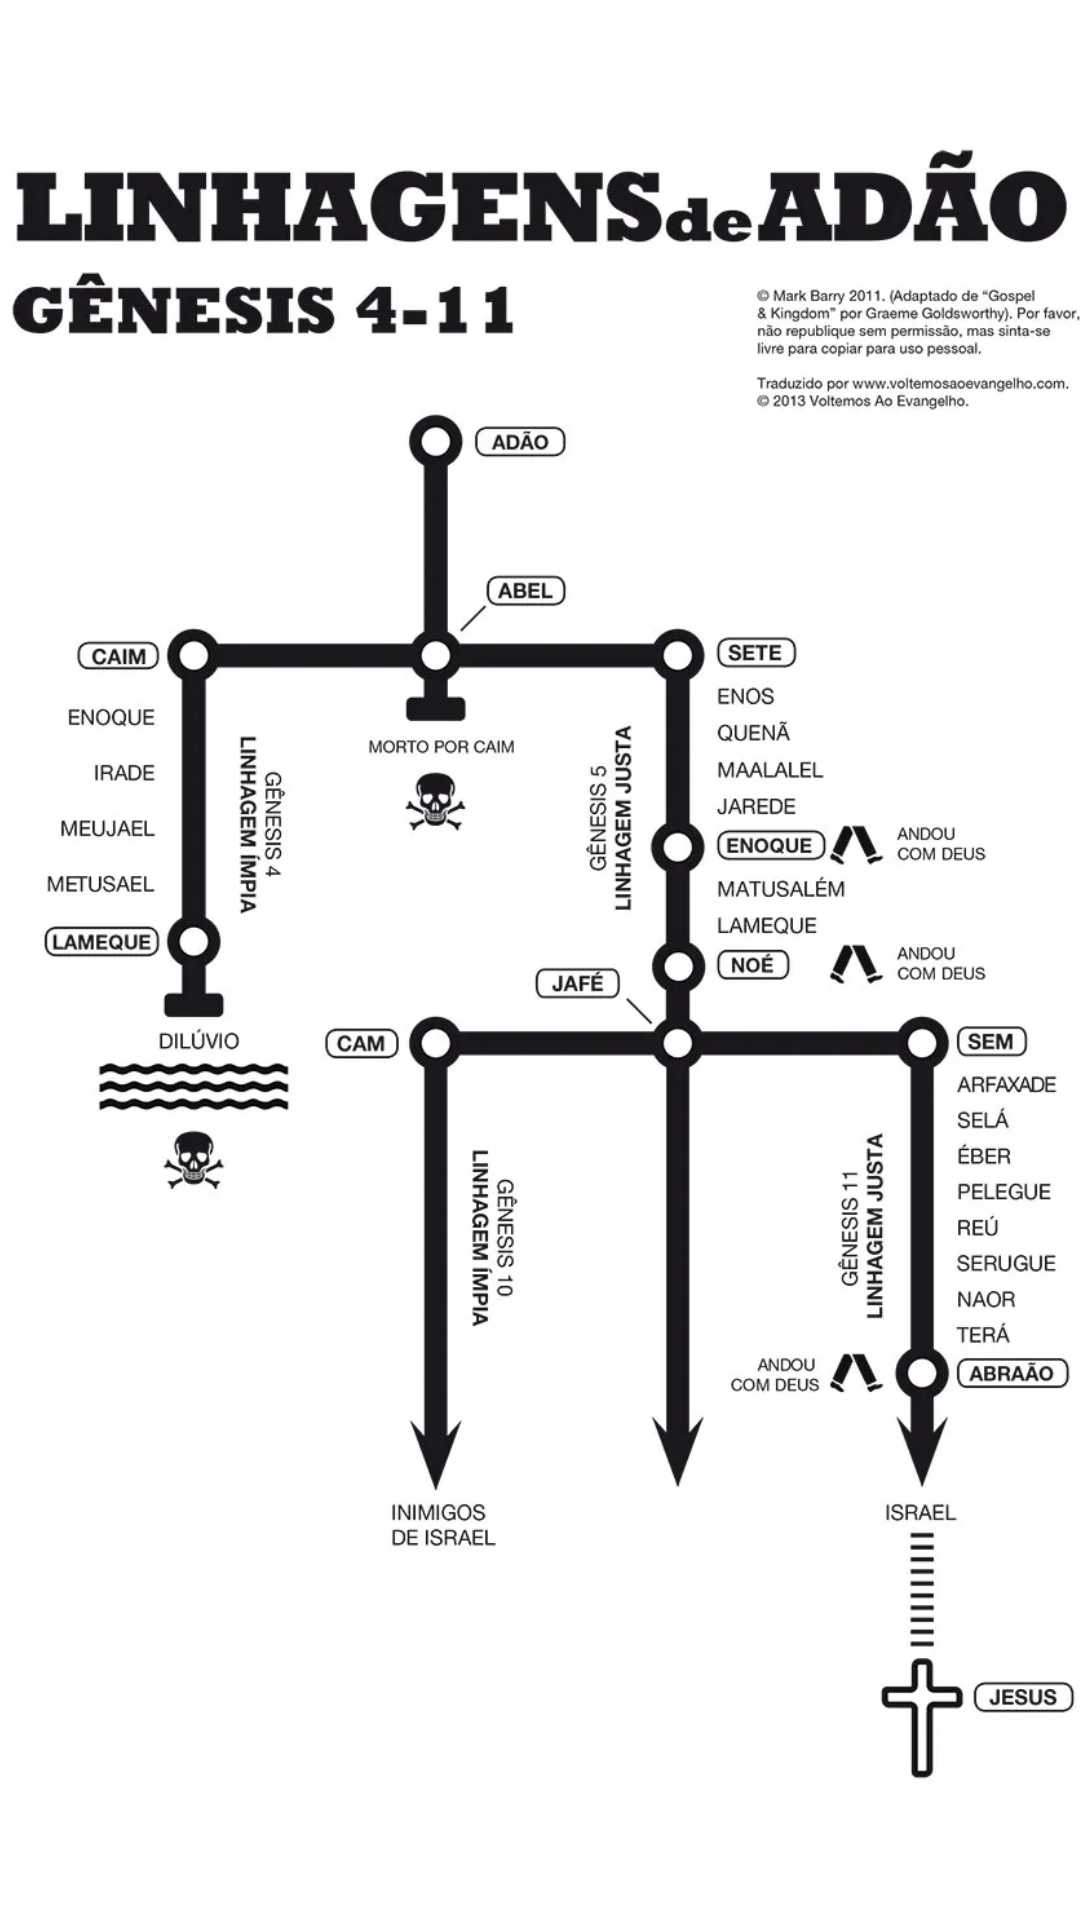 LINHAGENS de ADÃO
GÊNESIS 4-11
© Mark Barry 2011. (Adaptado de “Gospel
& Kingdom” por Graeme Goldsworthy). Por favor,
não republique sem permissão, mas sinta-se
livre para copiar para uso pessoal.
Traduzido por www.voltemosaoevangelho.com.
© 2013 Voltemos Ao Evangelho.
ADÃO
ABEL
CAIM
SETE
ENOQUE
IRADE
MEUJAEL
METUSAEL
LAMEQUE
GÊNESIS 4
LINHAGEM ÍMPIA
DILÚVIO
MORTO POR CAIM
GÊNESIS 5
LINHAGEM JUSTA
ENOS
QUENÃ
MAALALEL
JAREDE
ENOQUE
ANDOU
COM DEUS
MATUSALÉM
LAMEQUE
NOÉ
ANDOU
COM DEUS
JAFÉ
CAM
SEM
GÊNESIS 10
LINHAGEM ÍMPIA
GÊNESIS 11
LINHAGEM JUSTA
ARFAXADE
SELÁ
ÉBER
PELEGUE
REÚ
SERUGUE
NAOR
TERÁ
ANDOU
COM DEUS
ABRAÃO
INIMIGOS
DE ISRAEL
ISRAEL
JESUS